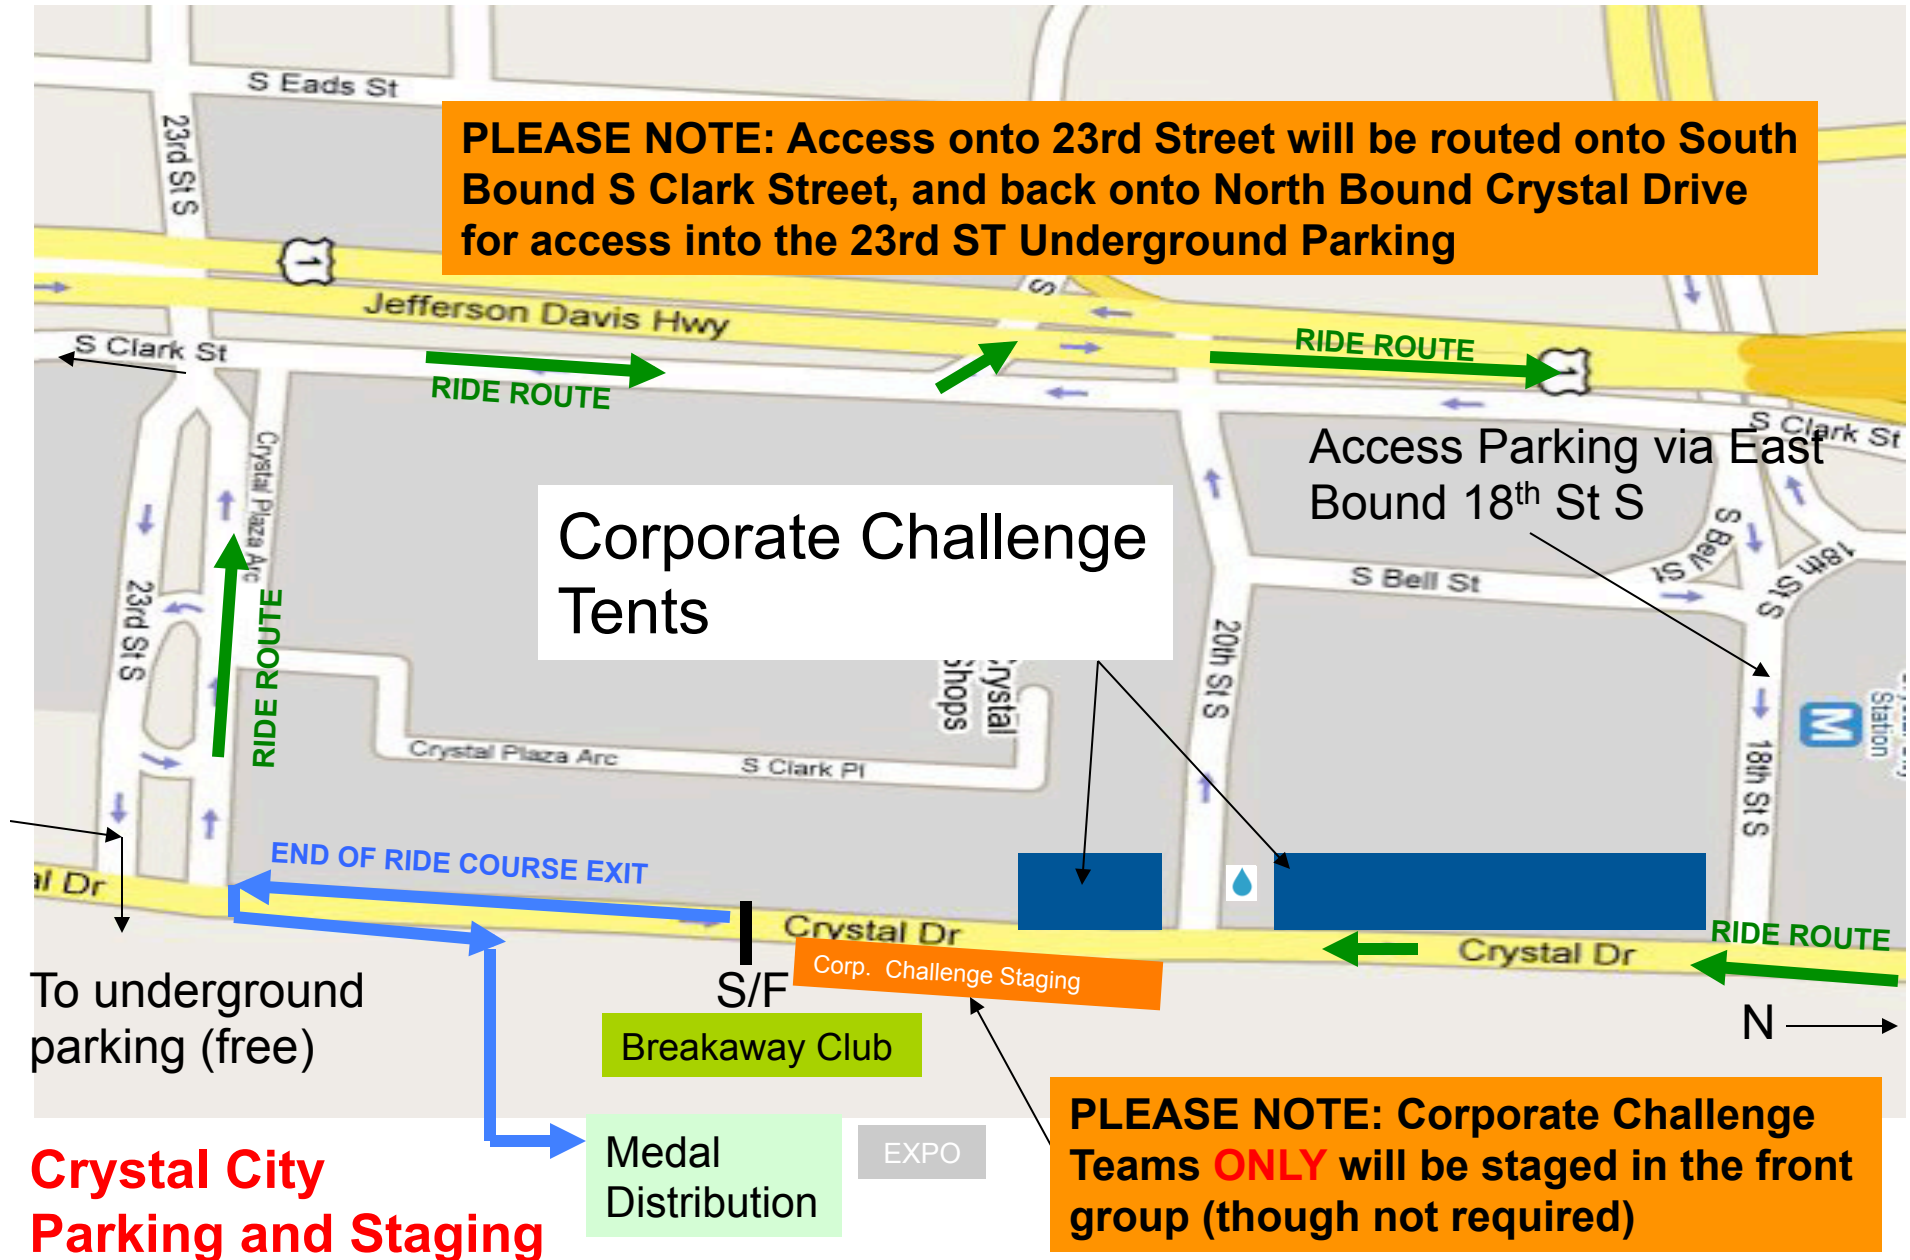 S Eads St
23rd St S
PLEASE NOTE: Access onto 23rd Street will be routed onto South
Bound S Clark Street, and back onto North Bound Crystal Drive
for access into the 23rd ST Underground Parking
1
Jefferson Davis Hwy
S
RIDE ROUTE
1
S Clark St
RIDE ROUTE
S Clark St
Access Parking via East
Bound 18th St S
Crystal Plaza Arc
Corporate Challenge
Tents
S Bell St
S Bell St
18th St S
23rd St S
RIDE ROUTE
20th St S
Crystal
Shops
M
Station
18th St S
Crystal Plaza Arc
S Clark Pl
END OF RIDE COURSE EXIT
al Dr
Crystal Dr
Crystal Dr
RIDE ROUTE
Corp. Challenge Staging
S/F
To underground
parking (free)
N
Breakaway Club
Medal
Distribution
EXPO
PLEASE NOTE: Corporate Challenge
Teams ONLY will be staged in the front
group (though not required)
Crystal City
Parking and Staging